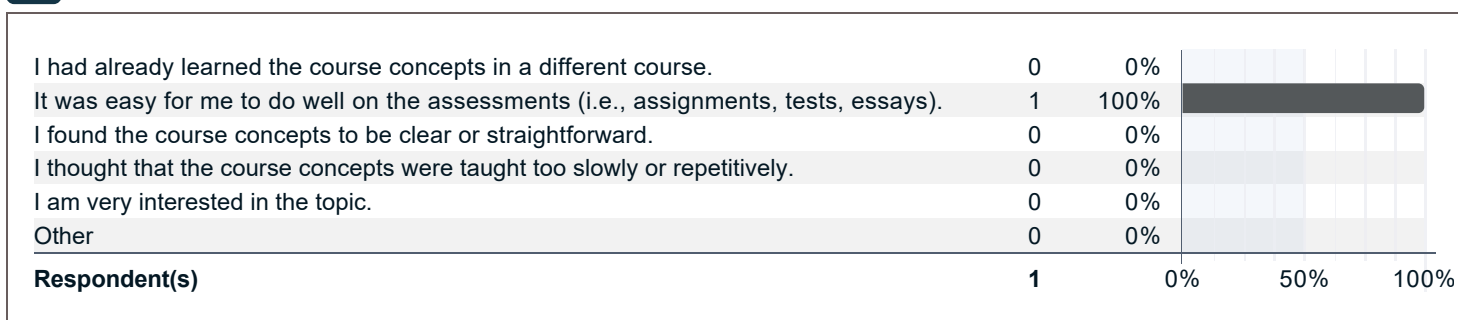 I had already learned the course concepts in a different course. 0 0%
It was easy for me to do well on the assessments (i.e., assignments, tests, essays). 1 100%
I found the course concepts to be clear or straightforward. 0 0%
I thought that the course concepts were taught too slowly or repetitively. 0 0%
I am very interested in the topic. 0 0%
Other 0 0%
Respondent(s) 1 0% 50% 100%